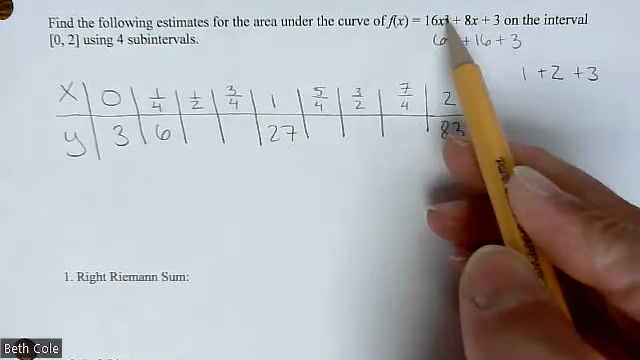 Find the following estimates for the area under the curve of f(x) = 16x² + 8x + 3 on the interval
[0, 2] using 4 subintervals.
6 + 16 + 3
1 + 2 + 3
X 0 1/4 1/2 3/4 1 5/4 3/2 7/4 2
y 3 6 27 83
1. Right Riemann Sum:
Beth Cole